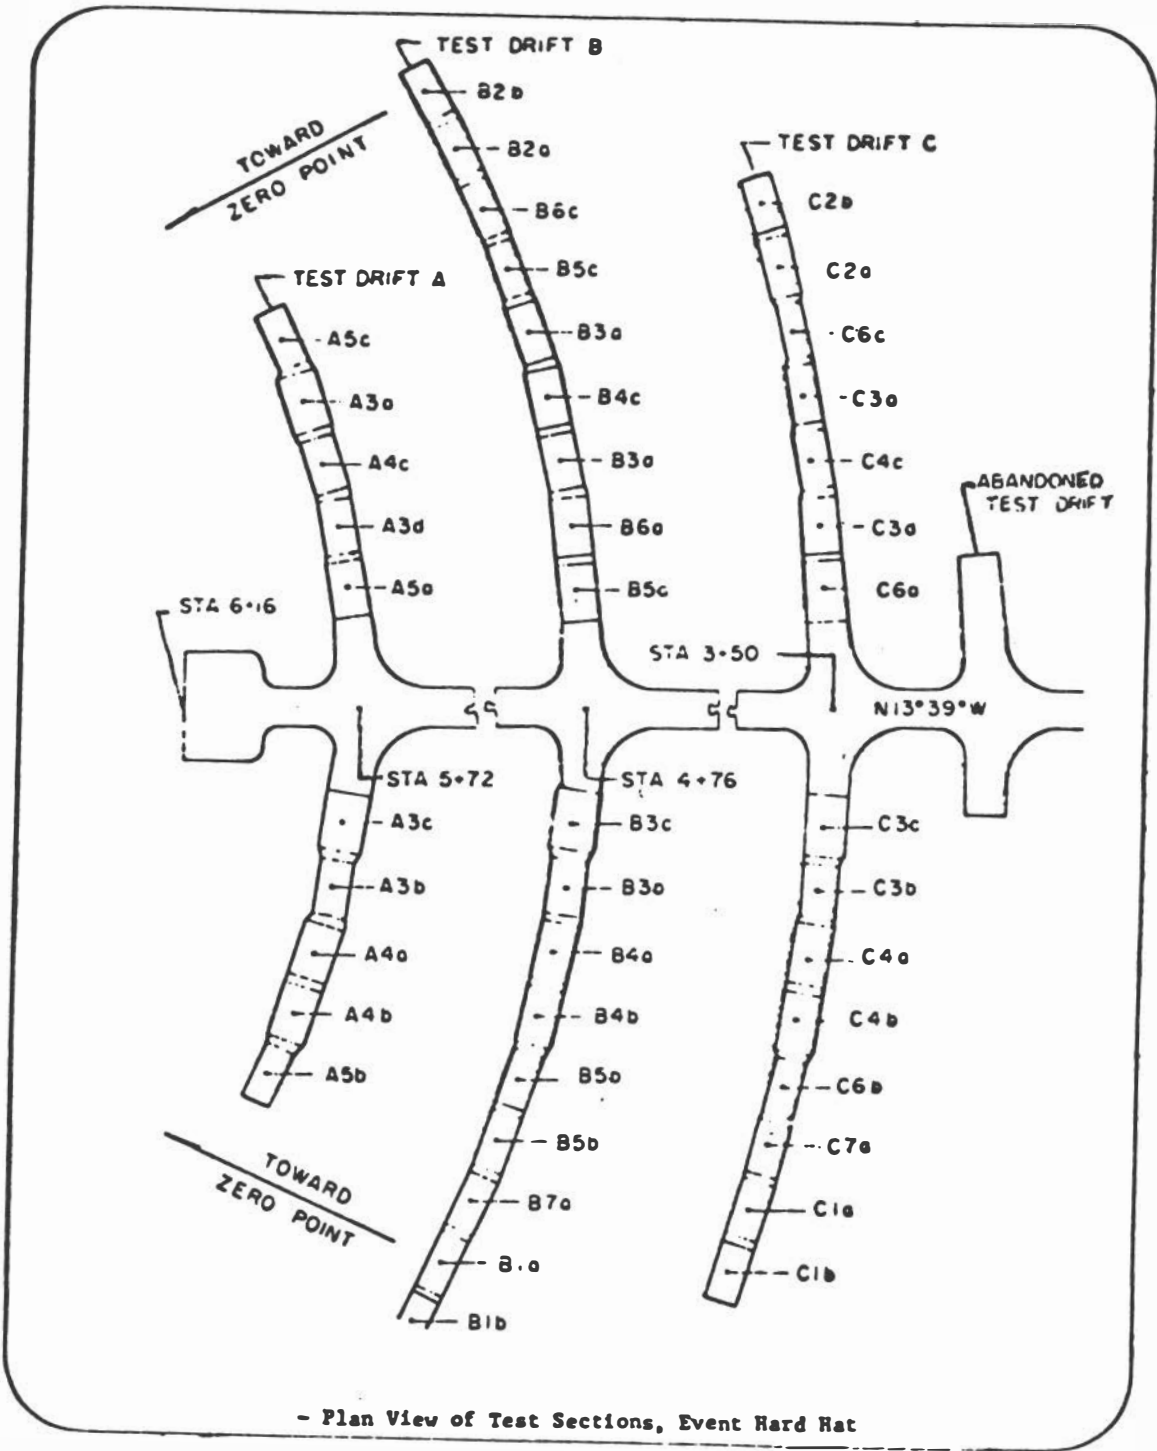 TEST DRIFT B
B2b
B2a
B6c
B5c
B3a
B4c
B3a
B6a
B5c
TOWARD
ZERO POINT
TEST DRIFT A
A5c
A3a
A4c
A3d
A5a
TEST DRIFT C
C2b
C2a
C6c
C3a
C4c
C3a
C6a
ABANDONED
TEST DRIFT
STA 6+16
STA 3+50
N13°39°W
STA 5+72
STA 4+76
A3c
A3b
A4a
A4b
A5b
B3c
B3a
B4a
B4b
B5b
B7a
B1a
B1b
C3c
C3b
C4a
C4b
C6b
C7a
C1a
C1b
TOWARD
ZERO POINT
- Plan View of Test Sections, Event Hard Hat